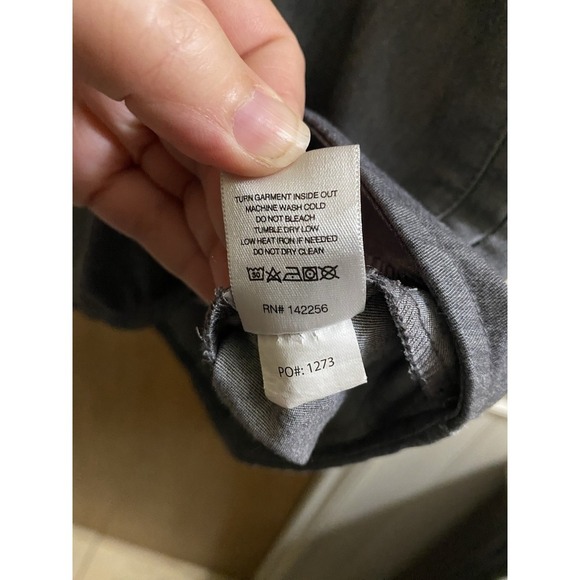 TURN GARMENT INSIDE OUT
MACHINE WASH COLD
DO NOT BLEACH
TUMBLE DRY LOW
LOW HEAT IRON IF NEEDED
DO NOT DRY CLEAN
30
RN# 142256
PO#: 1273